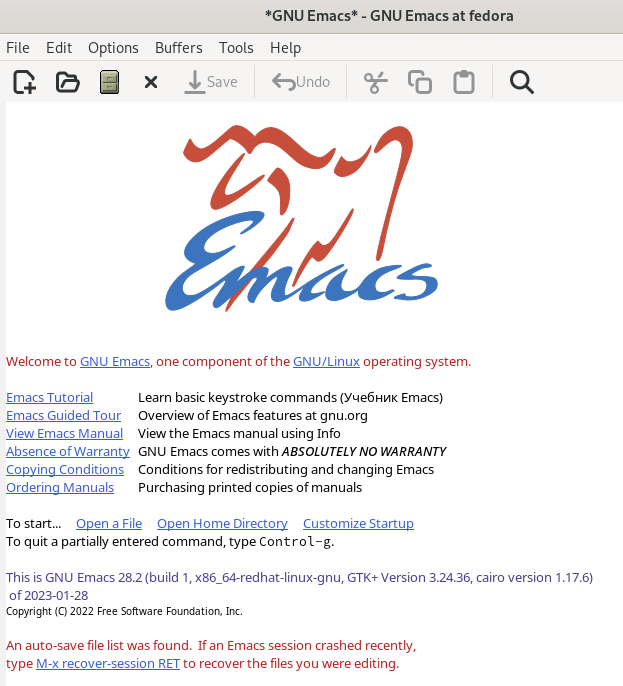 *GNU Emacs* - GNU Emacs at fedora
File Edit Options Buffers Tools Help
Save Undo
Emacs
Welcome to GNU Emacs, one component of the GNU/Linux operating system.
Emacs Tutorial Learn basic keystroke commands (Учебник Emacs)
Emacs Guided Tour Overview of Emacs features at gnu.org
View Emacs Manual View the Emacs manual using Info
Absence of Warranty GNU Emacs comes with ABSOLUTELY NO WARRANTY
Copying Conditions Conditions for redistributing and changing Emacs
Ordering Manuals Purchasing printed copies of manuals
To start... Open a File Open Home Directory Customize Startup
To quit a partially entered command, type Control-g.
This is GNU Emacs 28.2 (build 1, x86_64-redhat-linux-gnu, GTK+ Version 3.24.36, cairo version 1.17.6)
of 2023-01-28
Copyright (C) 2022 Free Software Foundation, Inc.
An auto-save file list was found. If an Emacs session crashed recently,
type M-x recover-session RET to recover the files you were editing.